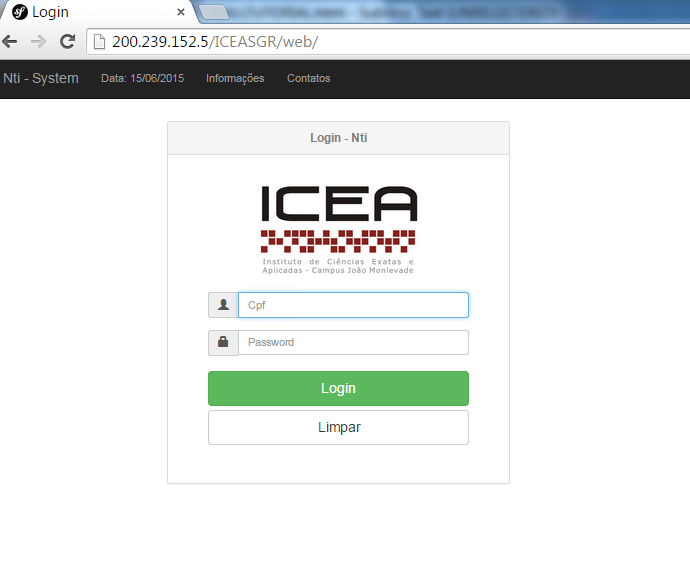 Login
200.239.152.5/ICEASGR/web/
Nti - System Data: 15/06/2015 Informações Contatos
Login - Nti
ICEA
Instituto de Ciências Exatas e
Aplicadas - Campus João Monlevade
Cpf
Password
Login
Limpar